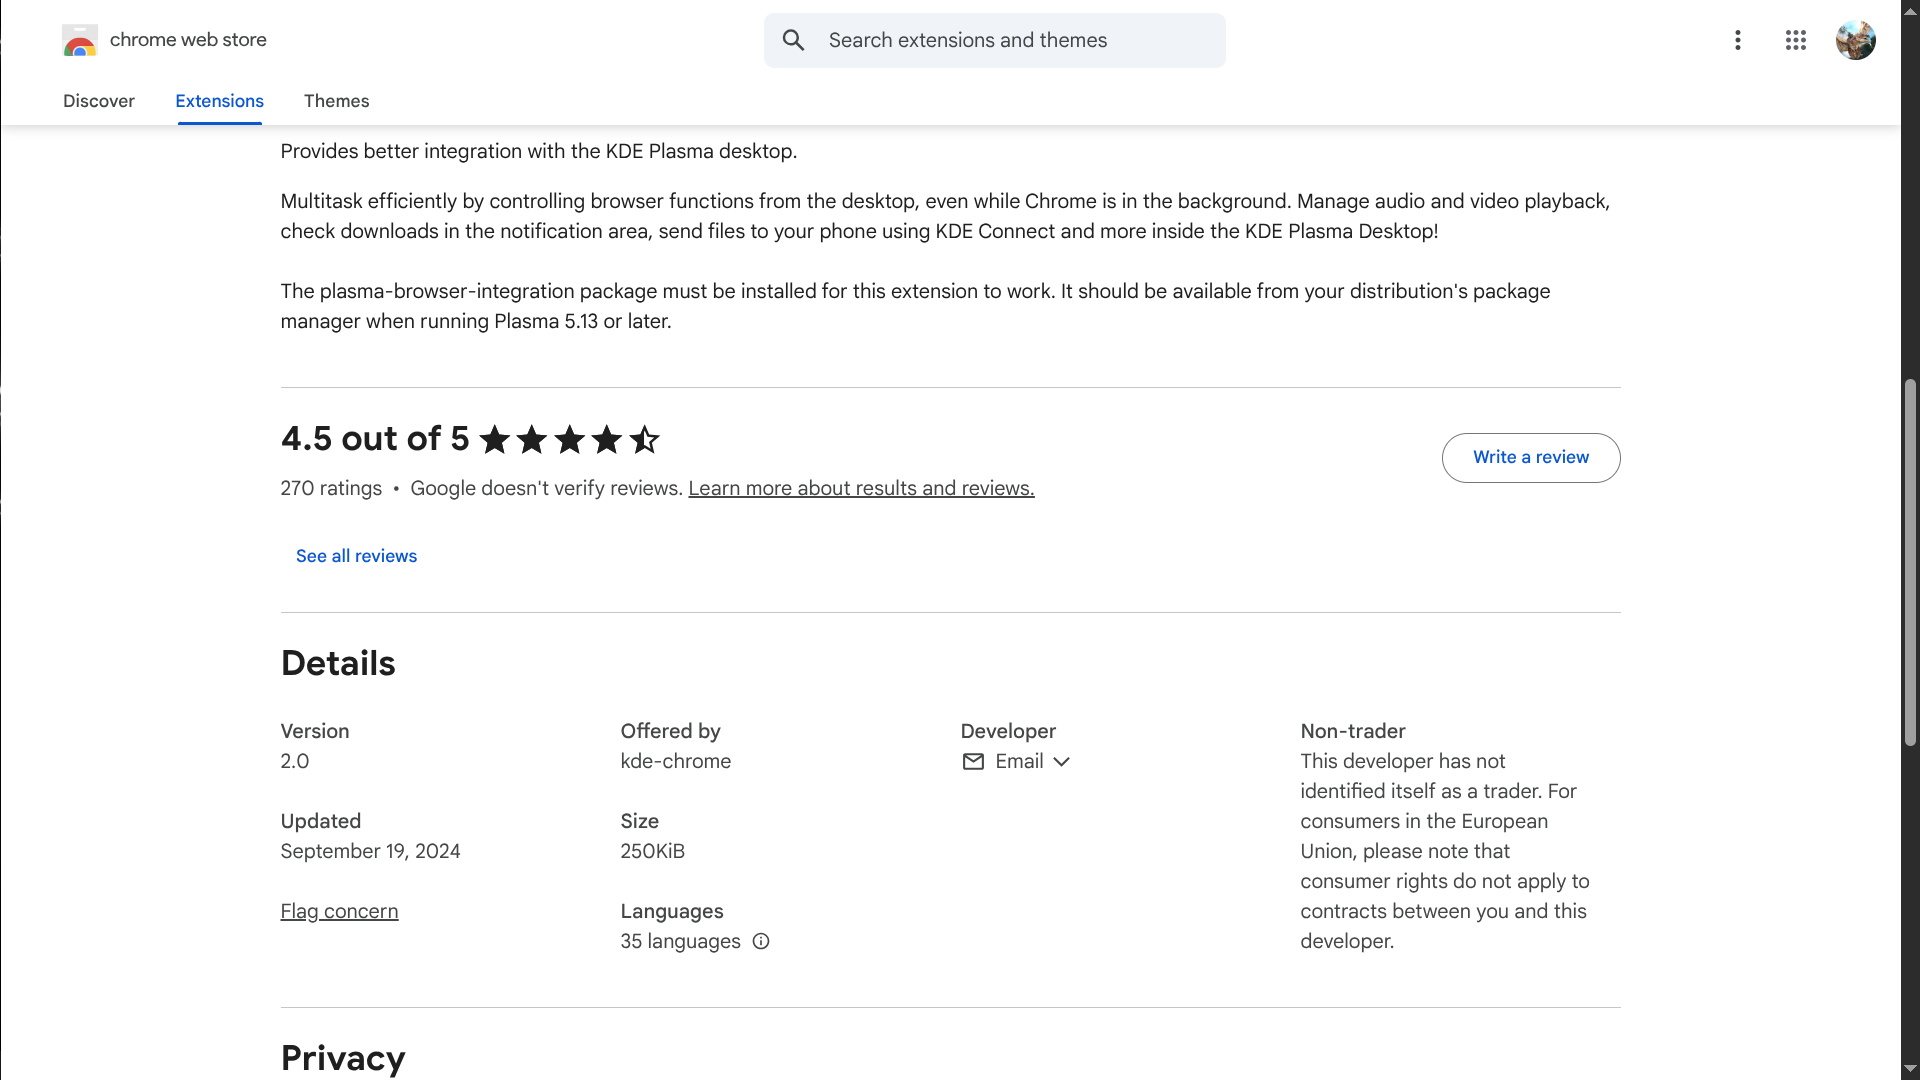 chrome web store
Search extensions and themes
Discover
Extensions
Themes
Provides better integration with the KDE Plasma desktop.
Multitask efficiently by controlling browser functions from the desktop, even while Chrome is in the background. Manage audio and video playback,
check downloads in the notification area, send files to your phone using KDE Connect and more inside the KDE Plasma Desktop!
The plasma-browser-integration package must be installed for this extension to work. It should be available from your distribution's package
manager when running Plasma 5.13 or later.
4.5 out of 5
Write a review
270 ratings • Google doesn't verify reviews. Learn more about results and reviews.
See all reviews
Details
Version
2.0
Updated
September 19, 2024
Flag concern
Offered by
kde-chrome
Size
250KiB
Languages
35 languages
Developer
Email
Non-trader
This developer has not
identified itself as a trader. For
consumers in the European
Union, please note that
consumer rights do not apply to
contracts between you and this
developer.
Privacy